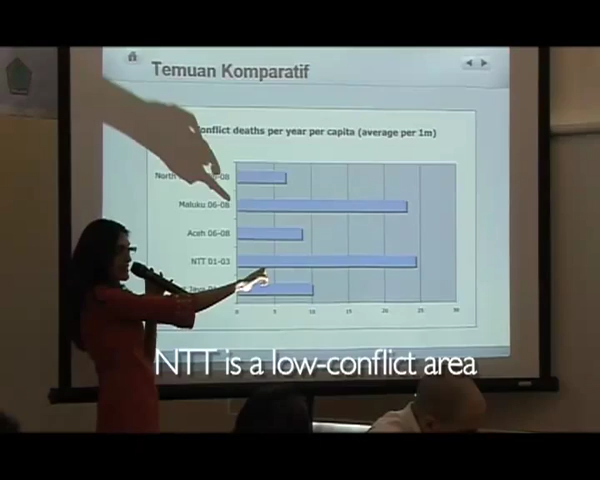 Temuan Komparatif
onflict deaths per year per capita (average per 1m)
Maluku 06-08
Aceh 06-08
NTT 01-03
0 5 10 15 20 25 30
NTT is a low-conflict area